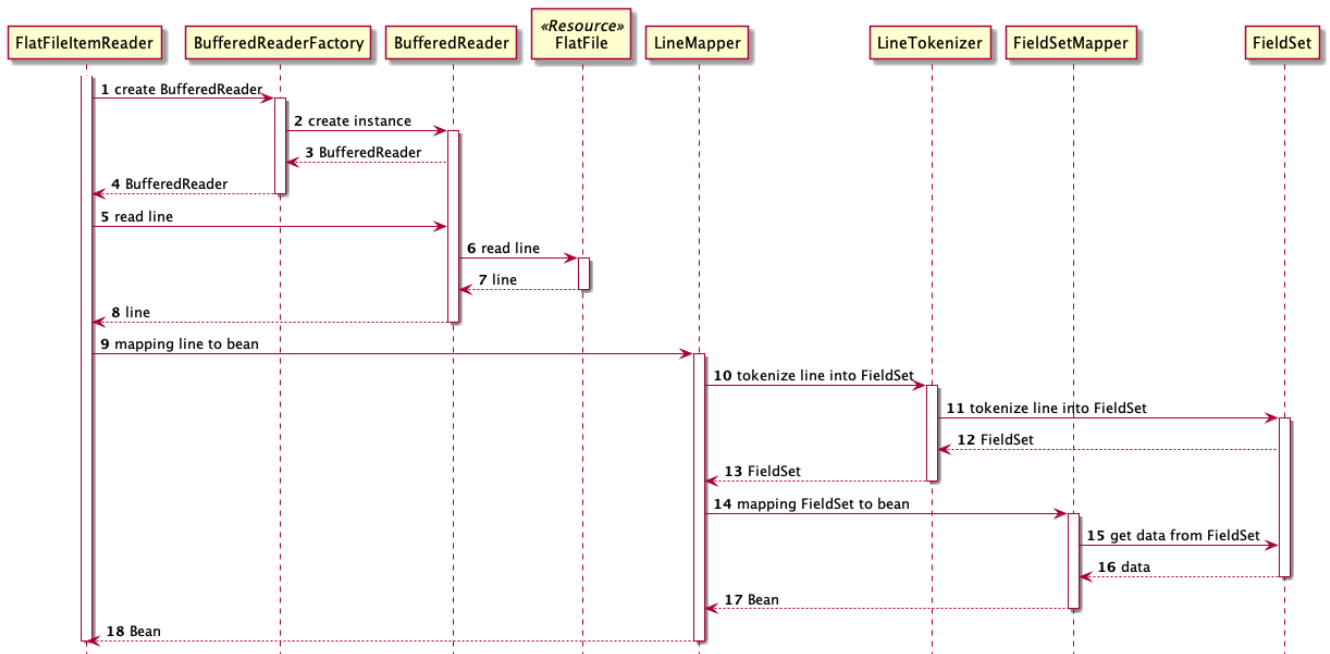 «Resource»
FlatFileItemReader BufferedReaderFactory BufferedReader FlatFile LineMapper LineTokenizer FieldSetMapper FieldSet
1 create BufferedReader
2 create instance
3 BufferedReader
4 BufferedReader
5 read line
6 read line
7 line
8 line
9 mapping line to bean
10 tokenize line into FieldSet
11 tokenize line into FieldSet
12 FieldSet
13 FieldSet
14 mapping FieldSet to bean
15 get data from FieldSet
16 data
17 Bean
18 Bean